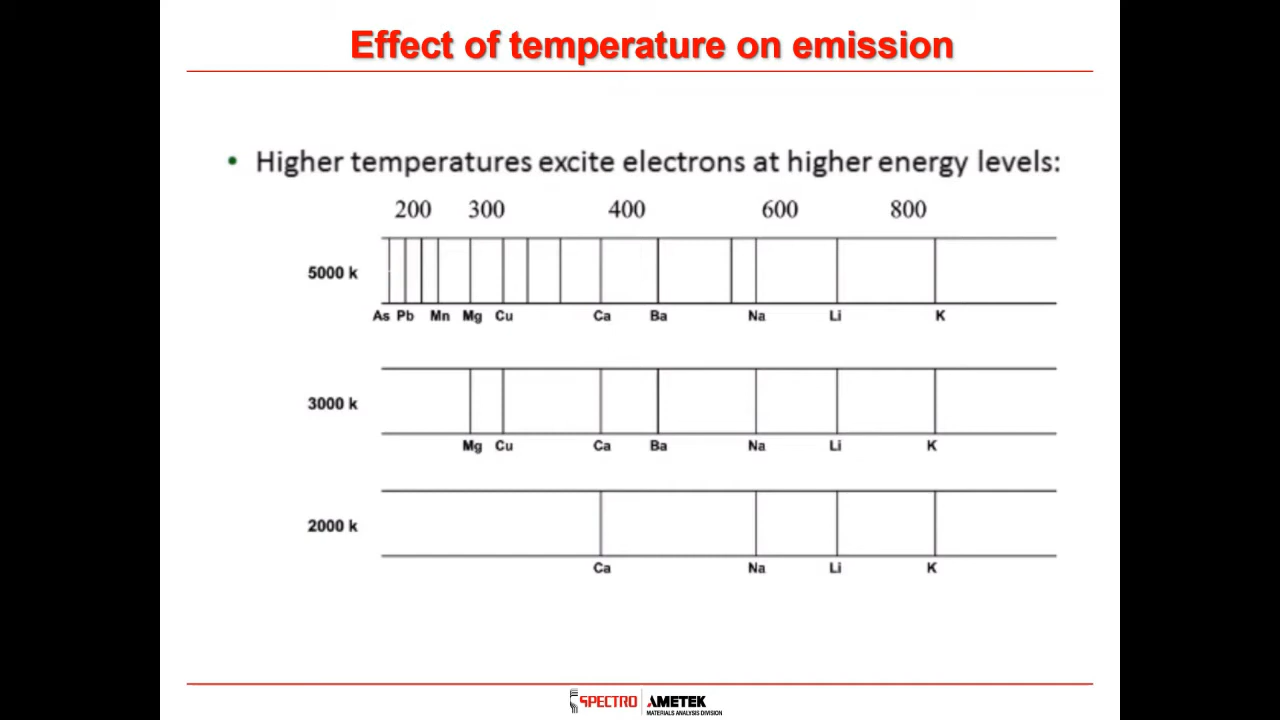 Effect of temperature on emission
• Higher temperatures excite electrons at higher energy levels:
200 300 400 600 800
5000 k
As Pb Mn Mg Cu Ca Ba Na Li K
3000 k
Mg Cu Ca Ba Na Li K
2000 k
Ca Na Li K
SPECTRO AMETEK
MATERIALS ANALYSIS DIVISION